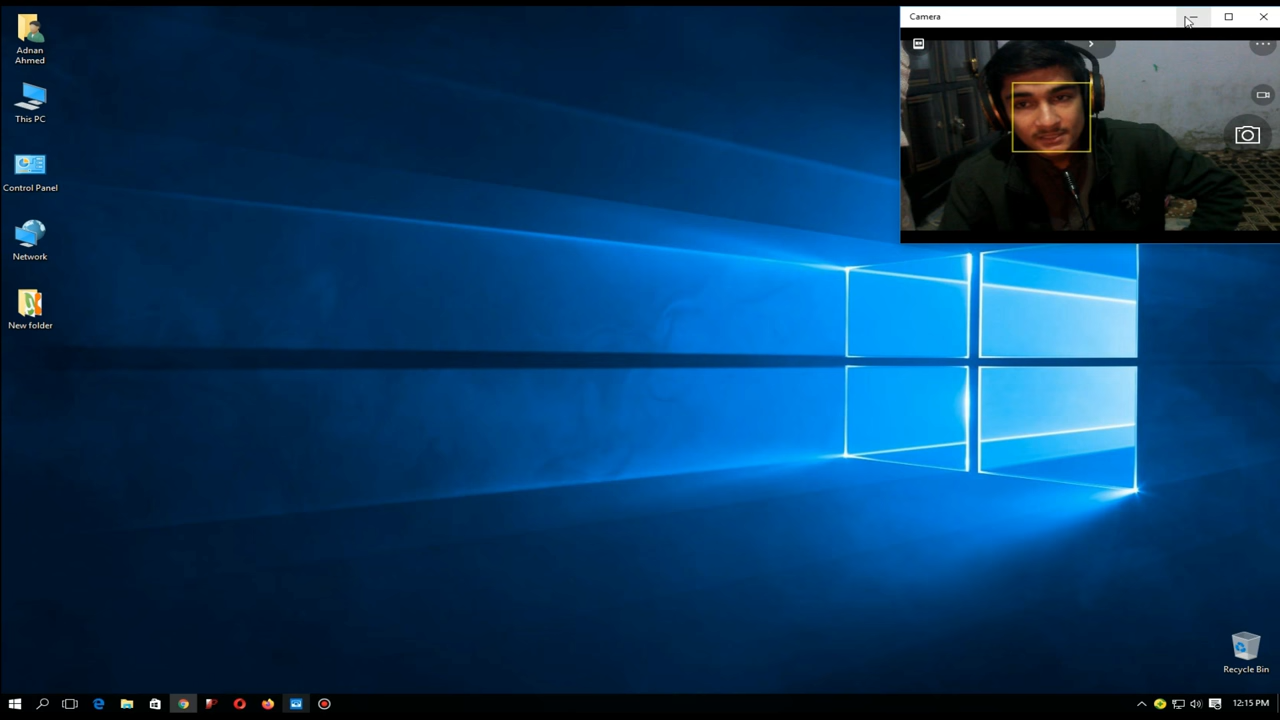 Camera
Adnan
Ahmed
This PC
Control Panel
Network
New folder
Recycle Bin
12:15 PM